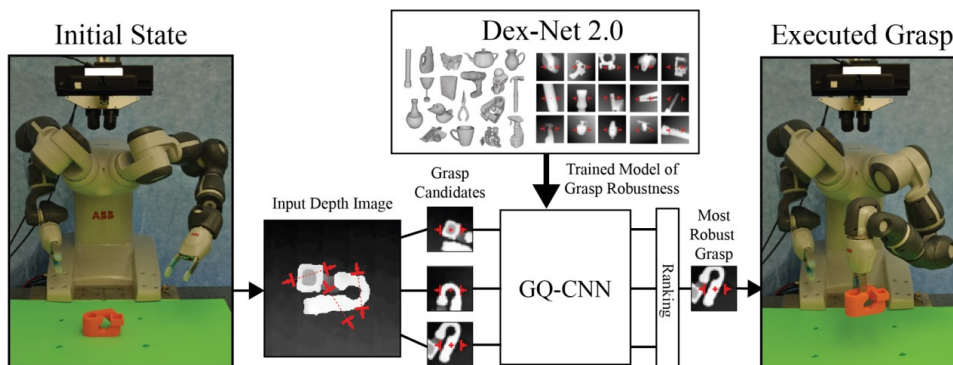 Initial State
Dex-Net 2.0
Executed Grasp
Trained Model of
Grasp Robustness
Grasp
Candidates
Input Depth Image
ABB
GQ-CNN
Ranking
Most
Robust
Grasp